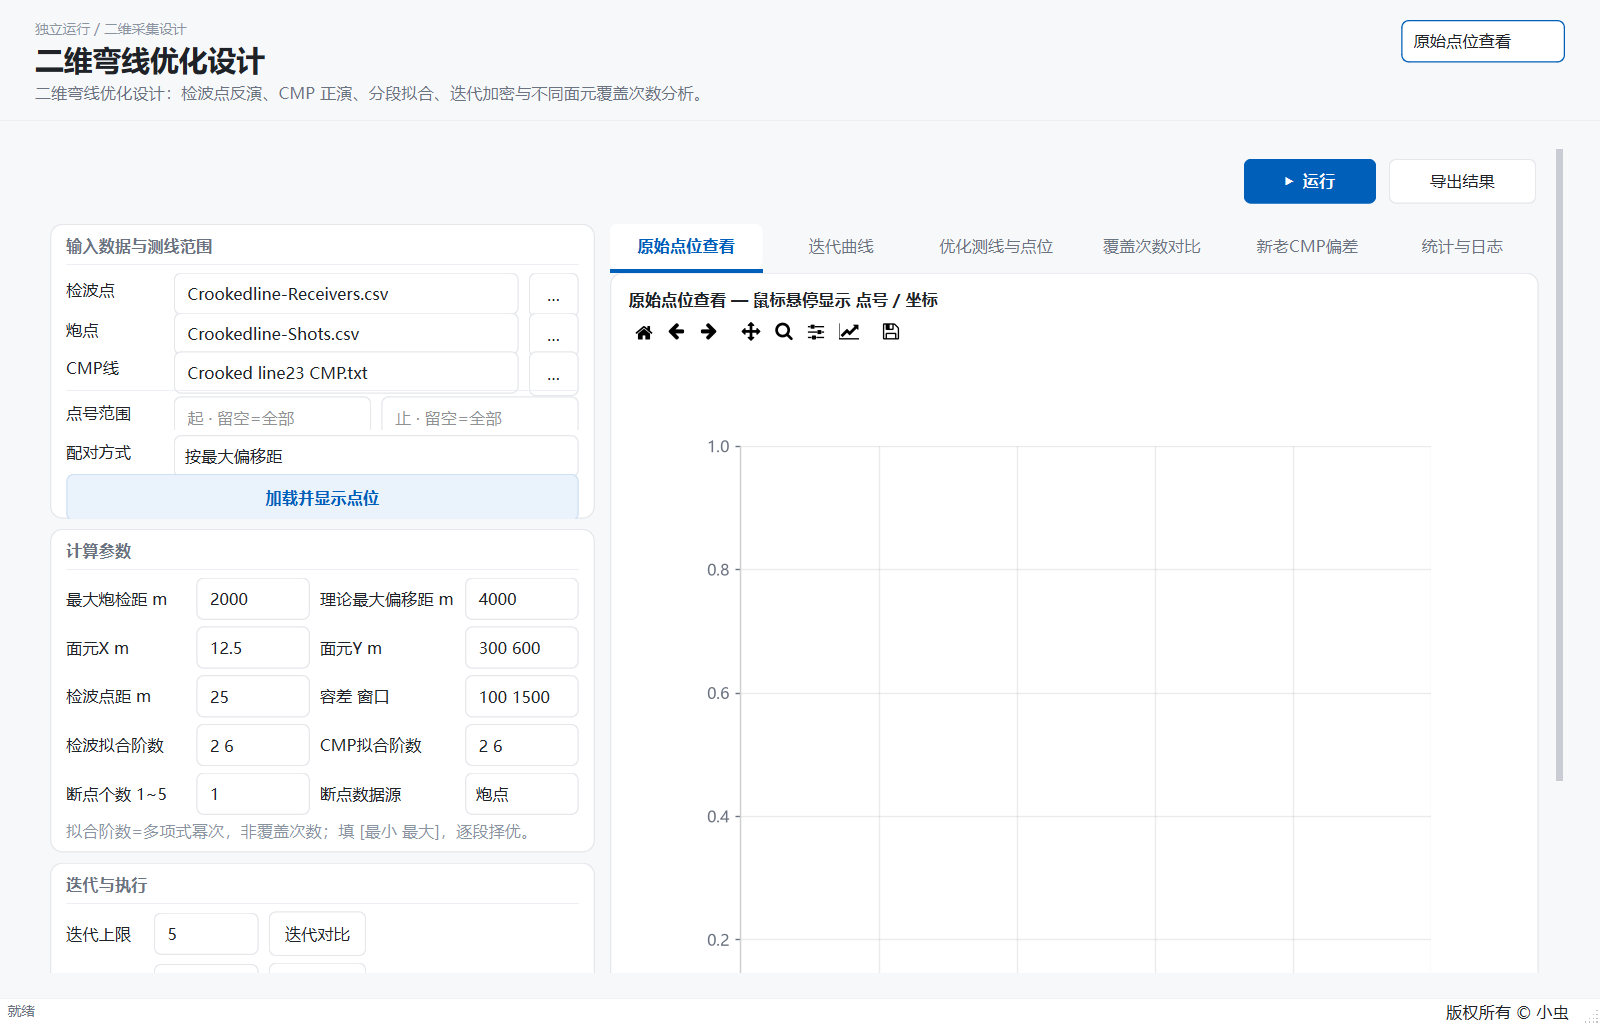 独立运行 / 二维采集设计
二维弯线优化设计
二维弯线优化设计：检波点反演、CMP 正演、分段拟合、迭代加密与不同面元覆盖次数分析。
原始点位查看
运行
导出结果
输入数据与测线范围
检波点
Crookedline-Receivers.csv
...
炮点
Crookedline-Shots.csv
...
CMP线
Crooked line23 CMP.txt
...
点号范围
起 · 留空=全部
止 · 留空=全部
配对方式
按最大偏移距
加载并显示点位
计算参数
最大炮检距 m
2000
理论最大偏移距 m
4000
面元X m
12.5
面元Y m
300 600
检波点距 m
25
容差 窗口
100 1500
检波拟合阶数
2 6
CMP拟合阶数
2 6
断点个数 1~5
1
断点数据源
炮点
拟合阶数=多项式幂次，非覆盖次数；填 [最小 最大]，逐段择优。
迭代与执行
迭代上限
5
迭代对比
原始点位查看
迭代曲线
优化测线与点位
覆盖次数对比
新老CMP偏差
统计与日志
原始点位查看 — 鼠标悬停显示 点号 / 坐标
1.0
0.8
0.6
0.4
0.2
就绪
版权所有 © 小虫